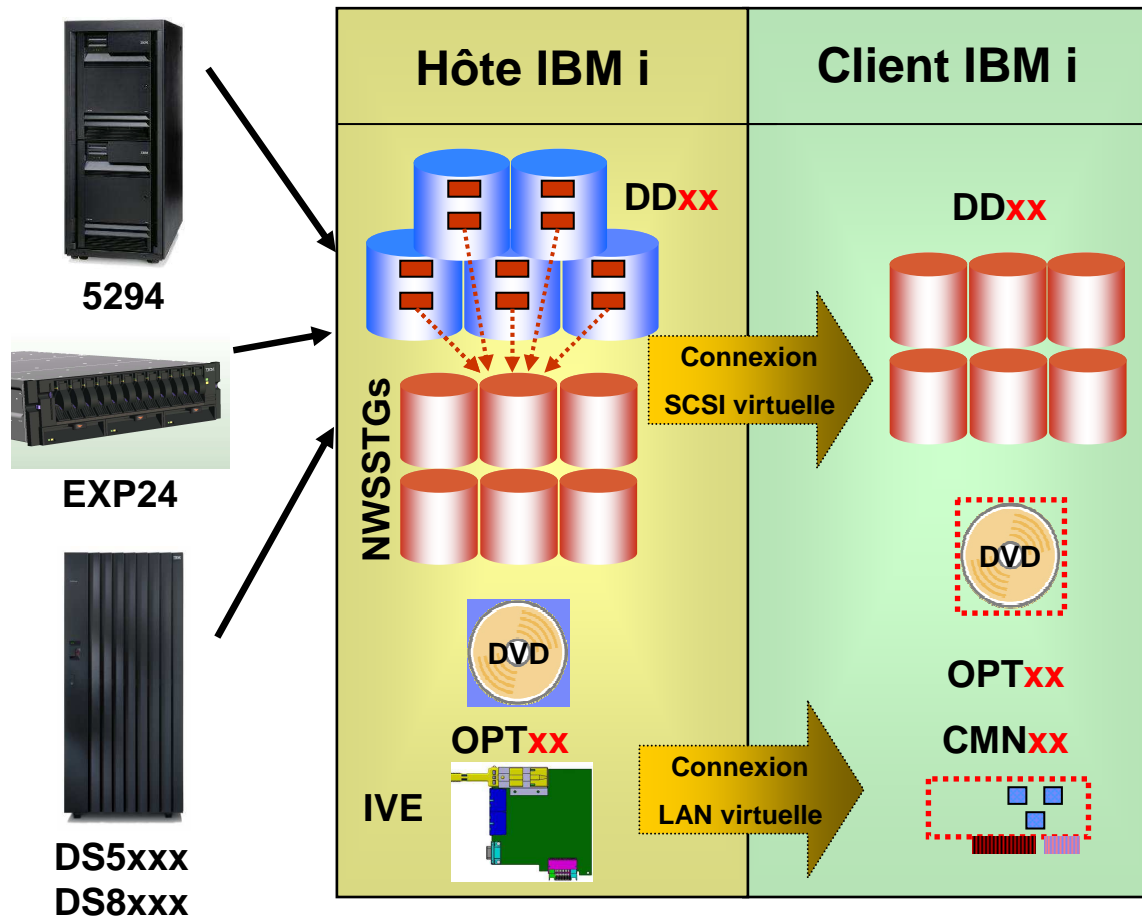 Hôte IBM i
Client IBM i
5294
EXP24
DS5xxx
DS8xxx
DDxx
NWSSTGs
DVD
OPTxx
IVE
Connexion
SCSI virtuelle
Connexion
LAN virtuelle
DDxx
DVD
OPTxx
CMNxx